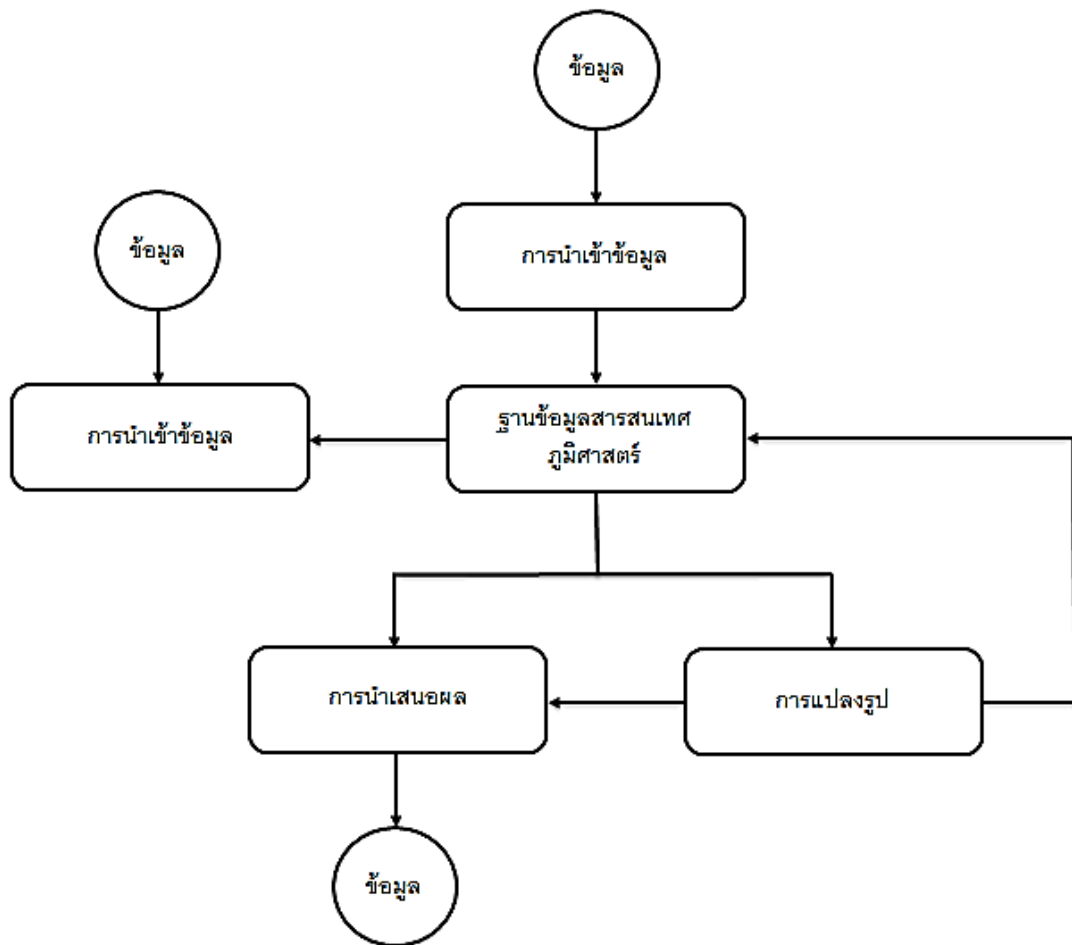 ข้อมูล
ข้อมูล
การนำเข้าข้อมูล
การนำเข้าข้อมูล
ฐานข้อมูลสารสนเทศ
ภูมิศาสตร์
การนำเสนอผล
การแปลงรูป
ข้อมูล